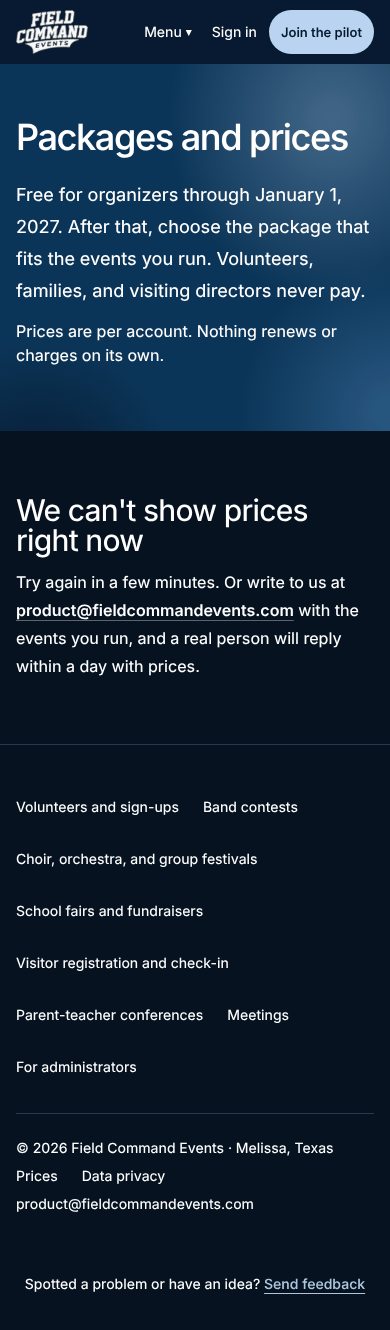 FIELD
COMMAND
EVENTS
Menu ▾ Sign in Join the pilot
Packages and prices
Free for organizers through January 1,
2027. After that, choose the package that
fits the events you run. Volunteers,
families, and visiting directors never pay.
Prices are per account. Nothing renews or
charges on its own.
We can't show prices
right now
Try again in a few minutes. Or write to us at
product@fieldcommandevents.com with the
events you run, and a real person will reply
within a day with prices.
Volunteers and sign-ups Band contests
Choir, orchestra, and group festivals
School fairs and fundraisers
Visitor registration and check-in
Parent-teacher conferences Meetings
For administrators
© 2026 Field Command Events · Melissa, Texas
Prices Data privacy
product@fieldcommandevents.com
Spotted a problem or have an idea? Send feedback